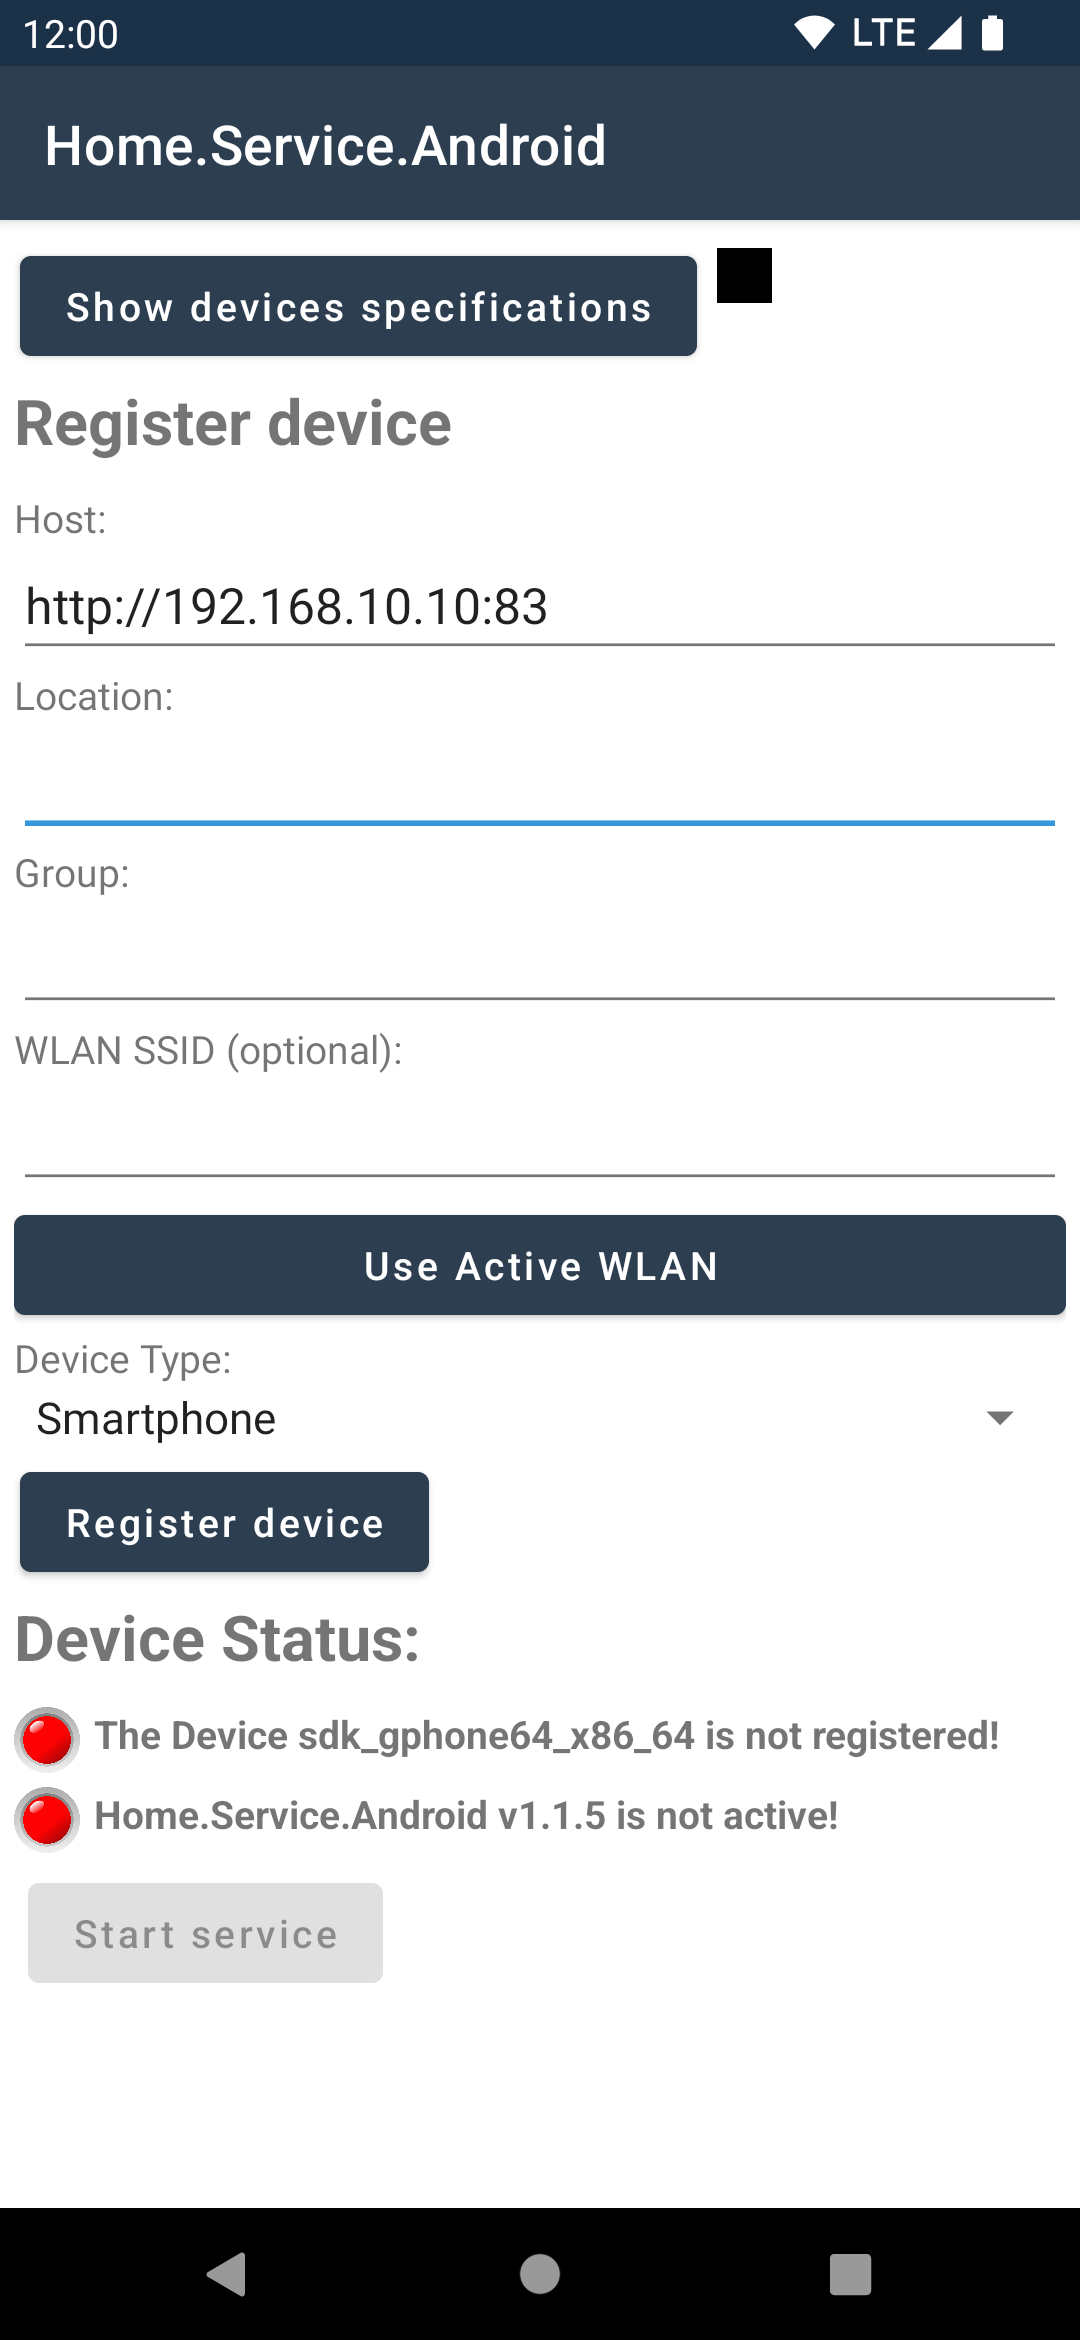 12:00 LTE
Home.Service.Android
Show devices specifications
Register device
Host:
http://192.168.10.10:83
Location:
Group:
WLAN SSID (optional):
Use Active WLAN
Device Type:
Smartphone
Register device
Device Status:
The Device sdk_gphone64_x86_64 is not registered!
Home.Service.Android v1.1.5 is not active!
Start service